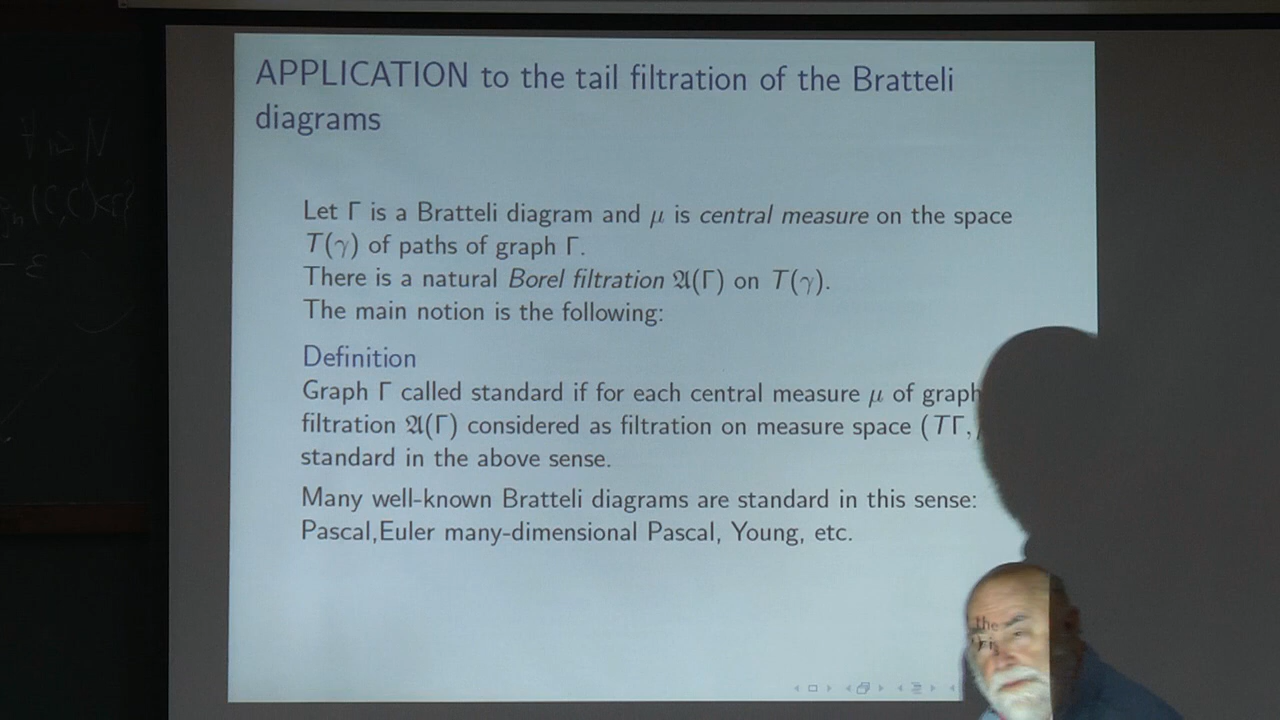 APPLICATION to the tail filtration of the Bratteli
diagrams
Let Γ is a Bratteli diagram and μ is central measure on the space
T(γ) of paths of graph Γ.
There is a natural Borel filtration 𝔄(Γ) on T(γ).
The main notion is the following:
Definition
Graph Γ called standard if for each central measure μ of graph
filtration 𝔄(Γ) considered as filtration on measure space (TΓ,
standard in the above sense.
Many well-known Bratteli diagrams are standard in this sense:
Pascal,Euler many-dimensional Pascal, Young, etc.
the